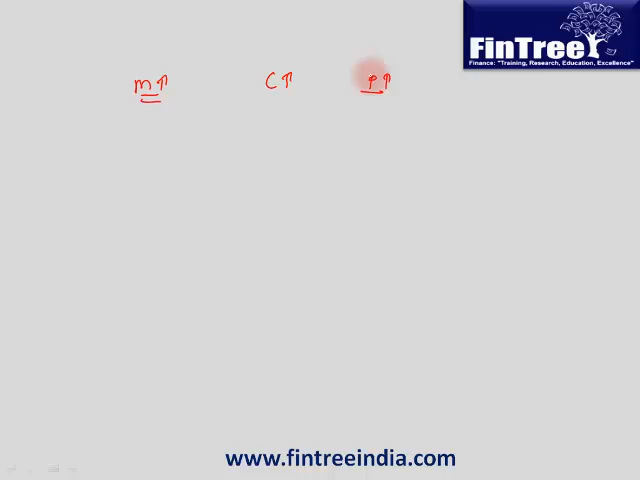 FinTree
Finance: "Training, Research, Education, Excellence"
m↑ C↑ P↑
www.fintreeindia.com